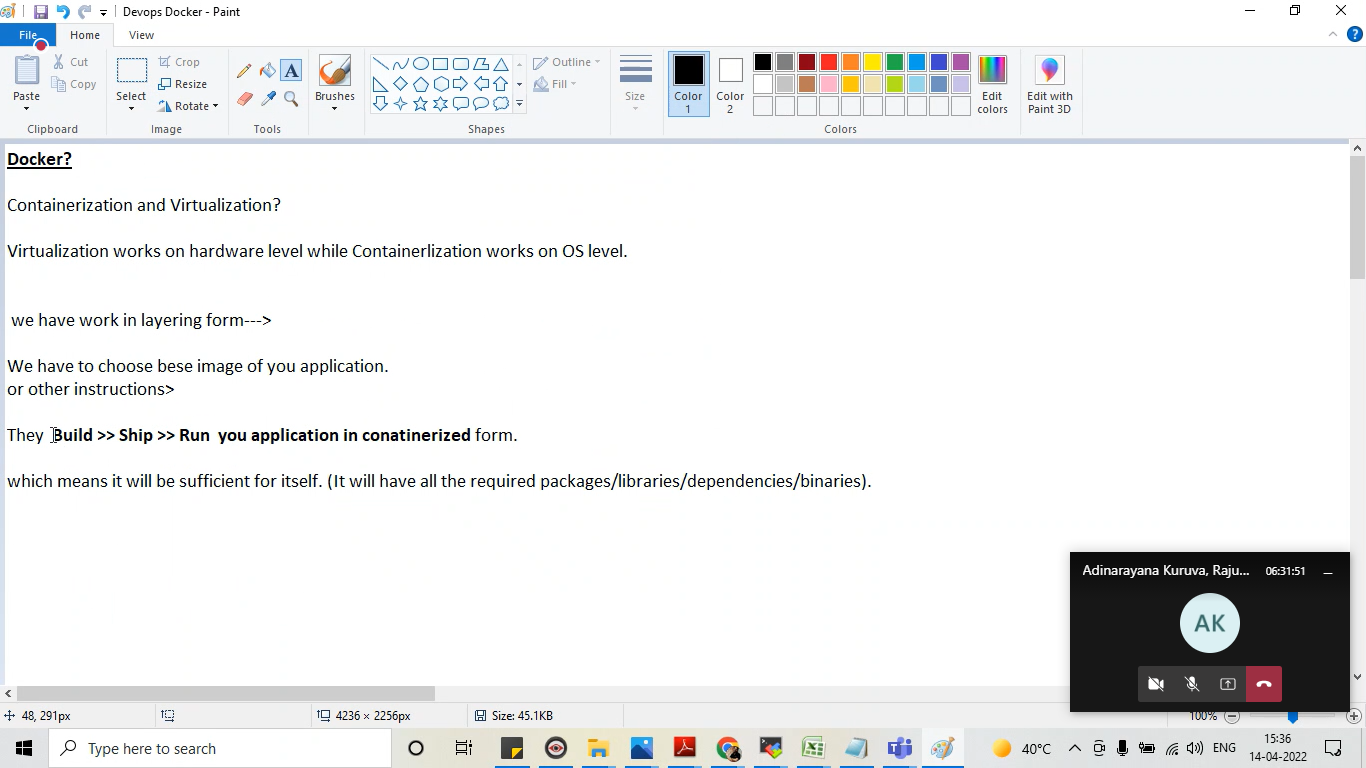 Devops Docker - Paint
File
Home
View
Paste
Cut
Copy
Clipboard
Select
Crop
Resize
Rotate
Image
A
Tools
Brushes
Shapes
Outline
Fill
Size
Color 1
Color 2
Colors
Edit colors
Edit with Paint 3D
Docker?
Containerization and Virtualization?
Virtualization works on hardware level while Containerlization works on OS level.
we have work in layering form--->
We have to choose bese image of you application.
or other instructions>
They Build >> Ship >> Run you application in conatinerized form.
which means it will be sufficient for itself. (It will have all the required packages/libraries/dependencies/binaries).
Adinarayana Kuruva, Raju... 06:31:51
AK
48, 291px
4236 × 2256px
Size: 45.1KB
100%
Type here to search
40°C
ENG
15:36
14-04-2022